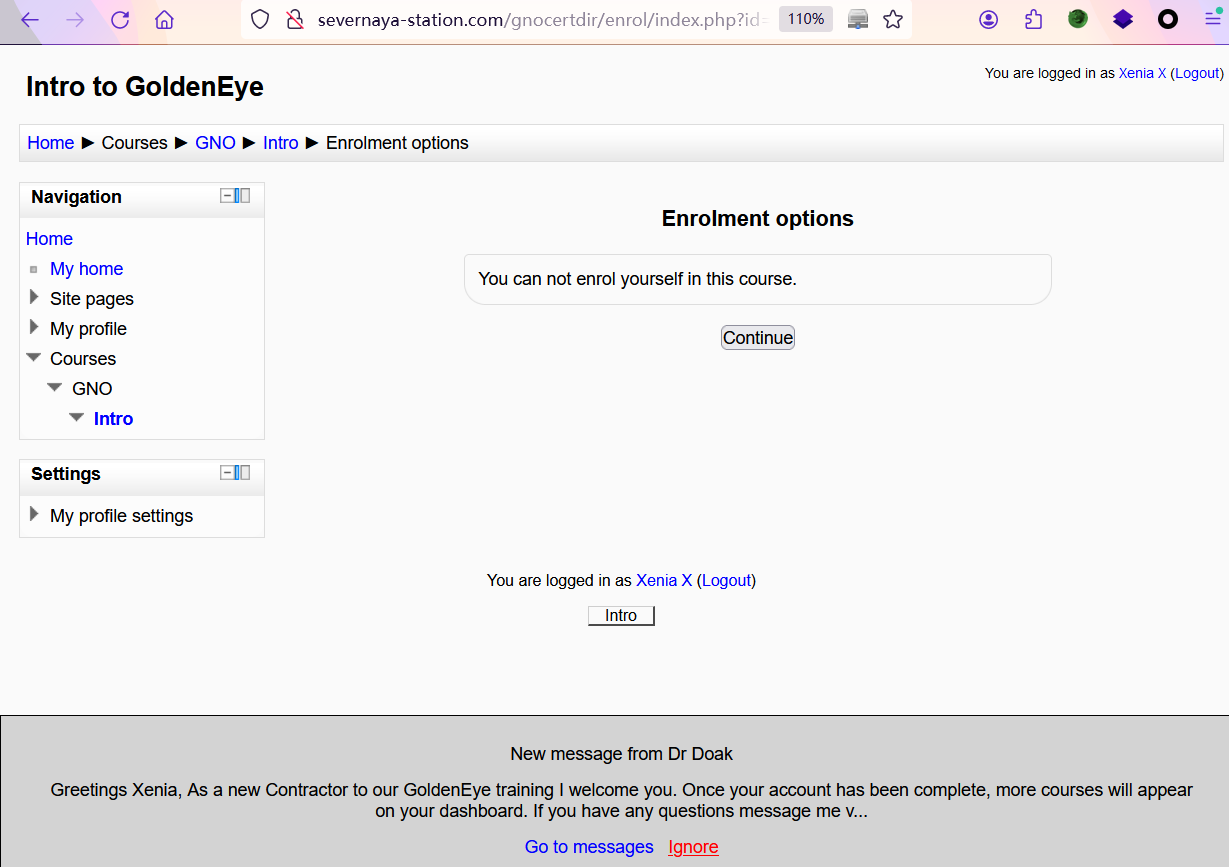 severnaya-station.com/gnocertdir/enrol/index.php?id=
110%
Intro to GoldenEye
You are logged in as Xenia X (Logout)
Home ► Courses ► GNO ► Intro ► Enrolment options
Navigation
Home
My home
Site pages
My profile
Courses
GNO
Intro
Settings
My profile settings
Enrolment options
You can not enrol yourself in this course.
Continue
You are logged in as Xenia X (Logout)
Intro
New message from Dr Doak
Greetings Xenia, As a new Contractor to our GoldenEye training I welcome you. Once your account has been complete, more courses will appear
on your dashboard. If you have any questions message me v...
Go to messages Ignore